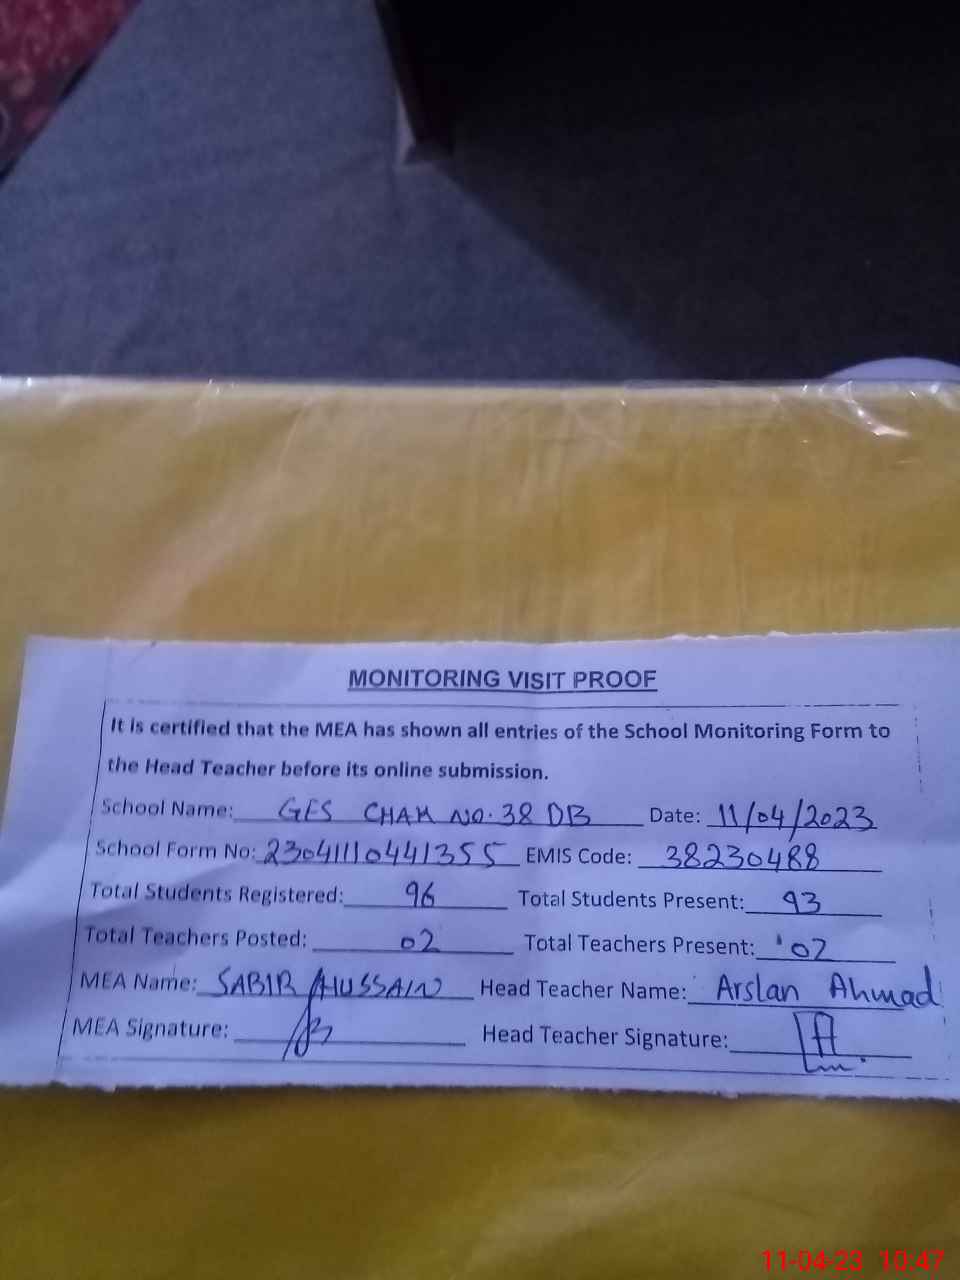 MONITORING VISIT PROOF
It is certified that the MEA has shown all entries of the School Monitoring Form to
the Head Teacher before its online submission.
School Name: GES CHAK NO. 38 DB Date: 11/04/2023
School Form No: 23041110441355 EMIS Code: 38230488
Total Students Registered: 96 Total Students Present: 93
Total Teachers Posted: 02 Total Teachers Present: 02
MEA Name: SABIR HUSSAIN Head Teacher Name: Arslan Ahmad
MEA Signature: Head Teacher Signature:
11-04-23 10:47